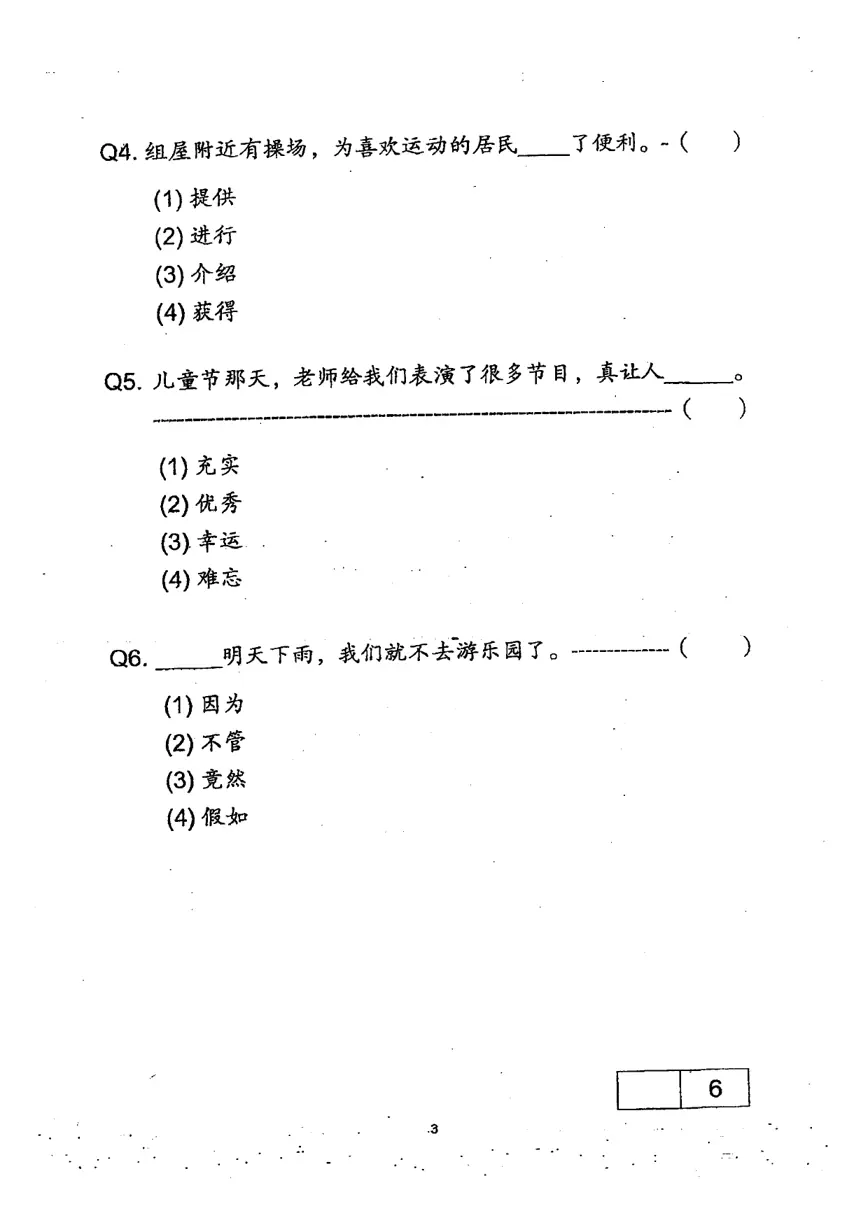 Q4. 组屋附近有操场，为喜欢运动的居民____了便利。-（　　）
(1) 提供
(2) 进行
(3) 介绍
(4) 获得
Q5. 儿童节那天，老师给我们表演了很多节目，真让人_____。
--------------------------------------------------（　　）
(1) 充实
(2) 优秀
(3) 幸运
(4) 难忘
Q6. _____明天下雨，我们就不去游乐园了。-------------（　　）
(1) 因为
(2) 不管
(3) 竟然
(4) 假如
6
3